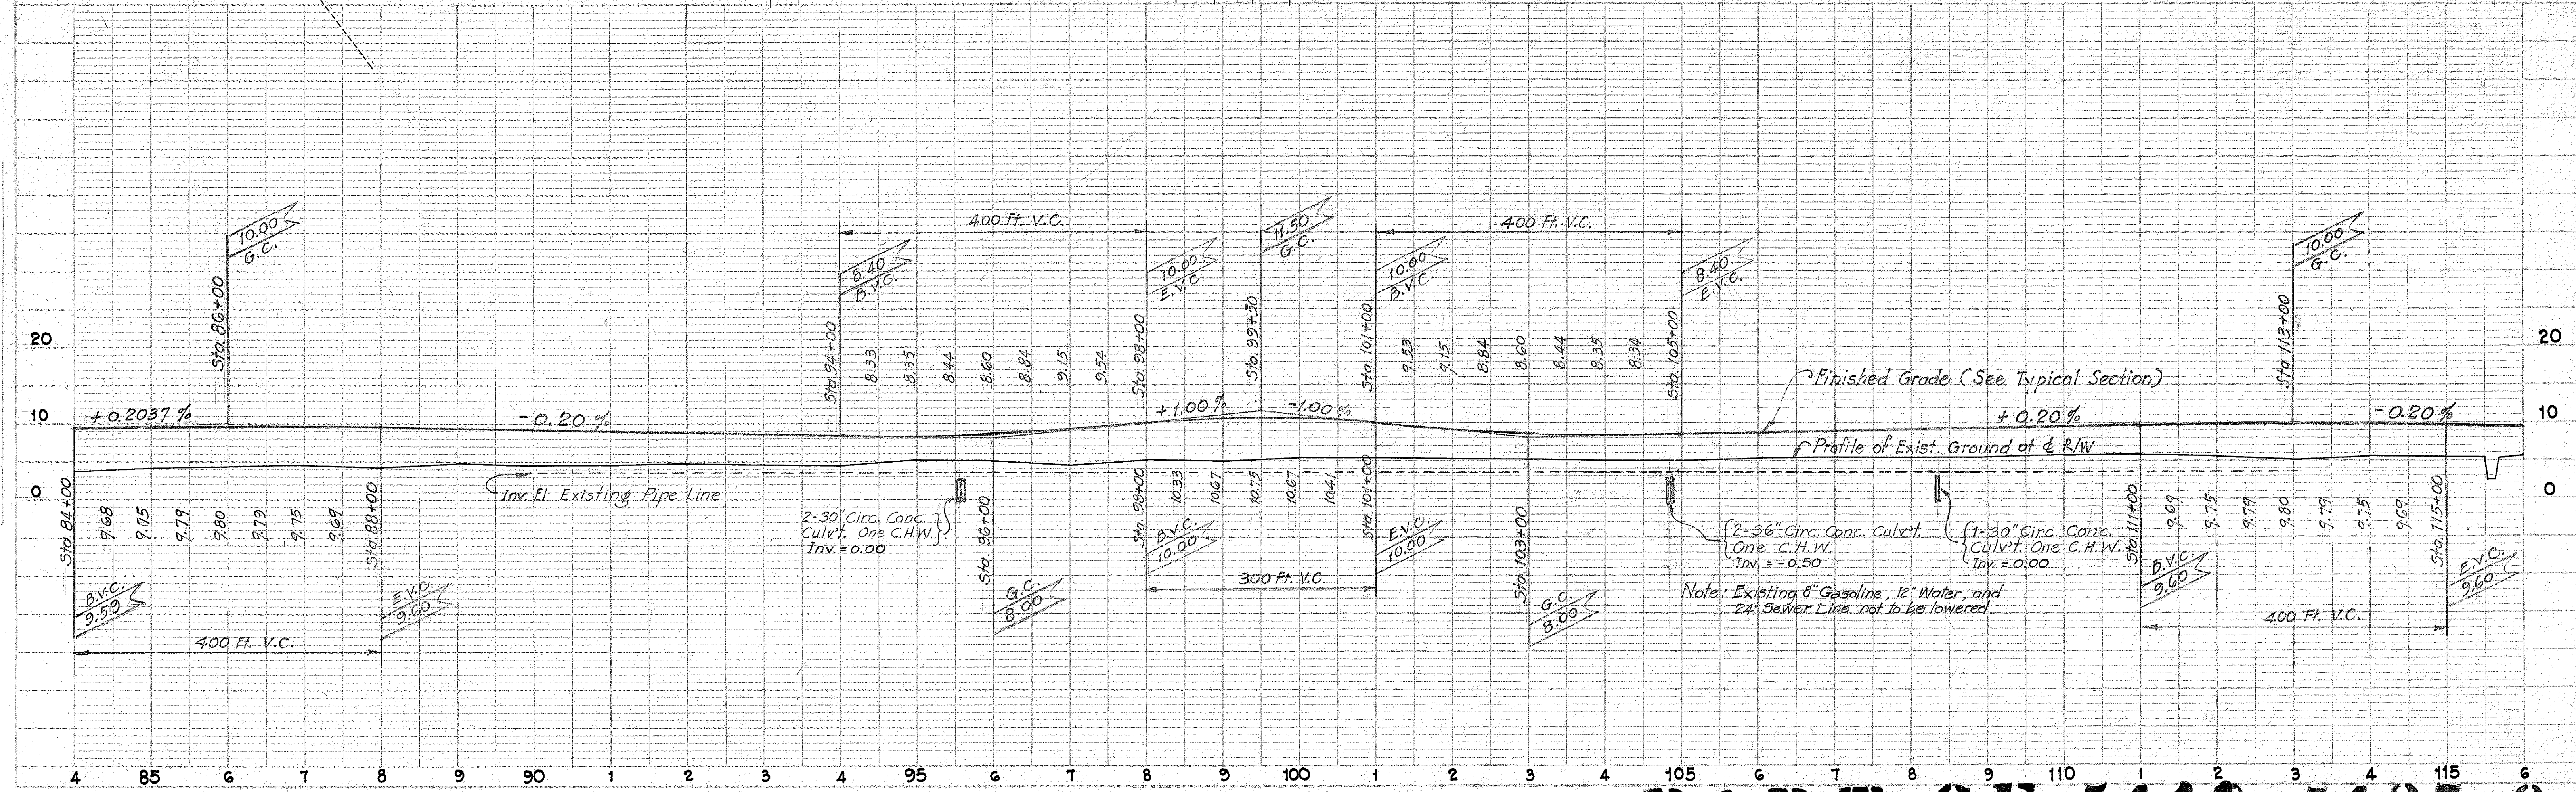 10.00
G.C.
Sta. 86+00
400 Ft. V.C.
8.40
B.V.C.
Sta. 94+00
8.33
8.35
8.44
8.60
8.84
9.15
9.54
10.00
E.V.C
Sta. 98+00
11.50
G.C.
Sta. 99+50
400 Ft. V.C.
10.00
B.V.C.
Sta. 101+00
9.53
9.15
8.84
8.60
8.44
8.35
8.34
8.40
E.V.C.
Sta. 105+00
10.00
G.C.
Sta 113+00
20
20
Finished Grade (See Typical Section)
10
+0.2037 %
-0.20 %
+1.00 %
-1.00 %
+0.20 %
-0.20 %
10
Profile of Exist. Ground at ℄ R/W
0
Inv. El. Existing Pipe Line
0
Sta. 84+00
9.68
9.75
9.79
9.80
9.79
9.75
9.69
Sta. 88+00
B.V.C.
9.59
E.V.C
9.60
400 Ft. V.C.
2-30" Circ. Conc.
Culv't. One C.H.W.
Inv. = 0.00
Sta. 96+00
G.C.
8.00
Sta. 98+00
10.33
10.67
10.75
10.67
10.41
Sta. 101+00
B.V.C.
10.00
E.V.C.
10.00
300 Ft. V.C.
Sta. 103+00
G.C.
8.00
2-36" Circ. Conc. Culv't.
One C.H.W.
Inv. = -0.50
1-30" Circ. Conc.
Culv't. One C.H.W.
Inv. = 0.00
Note: Existing 8" Gasoline, 12" Water, and
24" Sewer Line not to be lowered.
Sta. 111+00
9.69
9.75
9.79
9.80
9.79
9.75
9.69
Sta. 115+00
B.V.C.
9.60
E.V.C.
9.60
400 Ft. V.C.
4 85 6 7 8 9 90 1 2 3 4 95 6 7 8 9 100 1 2 3 4 105 6 7 8 9 110 1 2 3 4 115 6